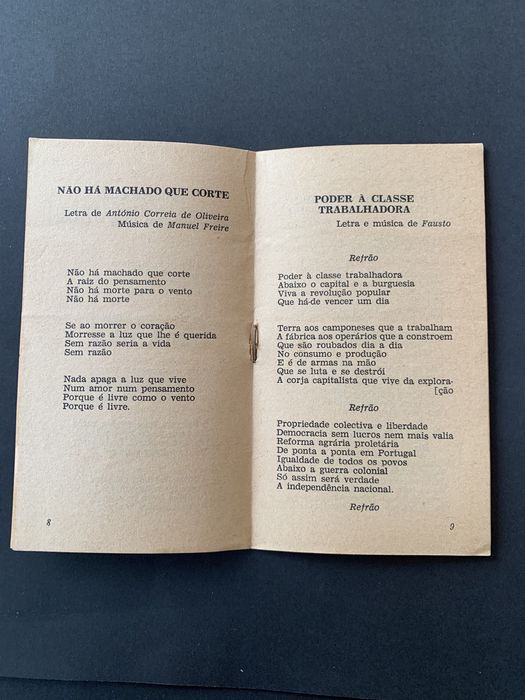 NÃO HÁ MACHADO QUE CORTE
Letra de António Correia de Oliveira
Música de Manuel Freire
Não há machado que corte
A raiz do pensamento
Não há morte para o vento
Não há morte
Se ao morrer o coração
Morresse a luz que lhe é querida
Sem razão seria a vida
Sem razão
Nada apaga a luz que vive
Num amor num pensamento
Porque é livre como o vento
Porque é livre.
8
PODER À CLASSE
TRABALHADORA
Letra e música de Fausto
Refrão
Poder à classe trabalhadora
Abaixo o capital e a burguesia
Viva a revolução popular
Que há-de vencer um dia
Terra aos camponeses que a trabalham
A fábrica aos operários que a constroem
Que são roubados dia a dia
No consumo e produção
E é de armas na mão
Que se luta e se destrói
A corja capitalista que vive da explora-
[ção
Refrão
Propriedade colectiva e liberdade
Democracia sem lucros nem mais valia
Reforma agrária proletária
De ponta a ponta em Portugal
Igualdade de todos os povos
Abaixo a guerra colonial
Só assim será verdade
A independência nacional.
Refrão
9